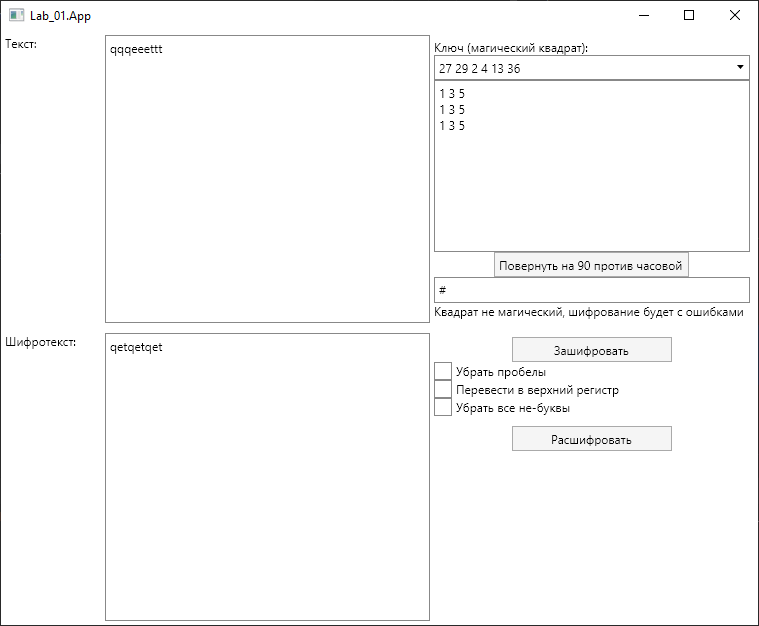 Lab_01.App
Текст:
qqqeeettt
Ключ (магический квадрат):
27 29 2 4 13 36
1 3 5
1 3 5
1 3 5
Повернуть на 90 против часовой
#
Квадрат не магический, шифрование будет с ошибками
Шифротекст:
qetqetqet
Зашифровать
Убрать пробелы
Перевести в верхний регистр
Убрать все не-буквы
Расшифровать